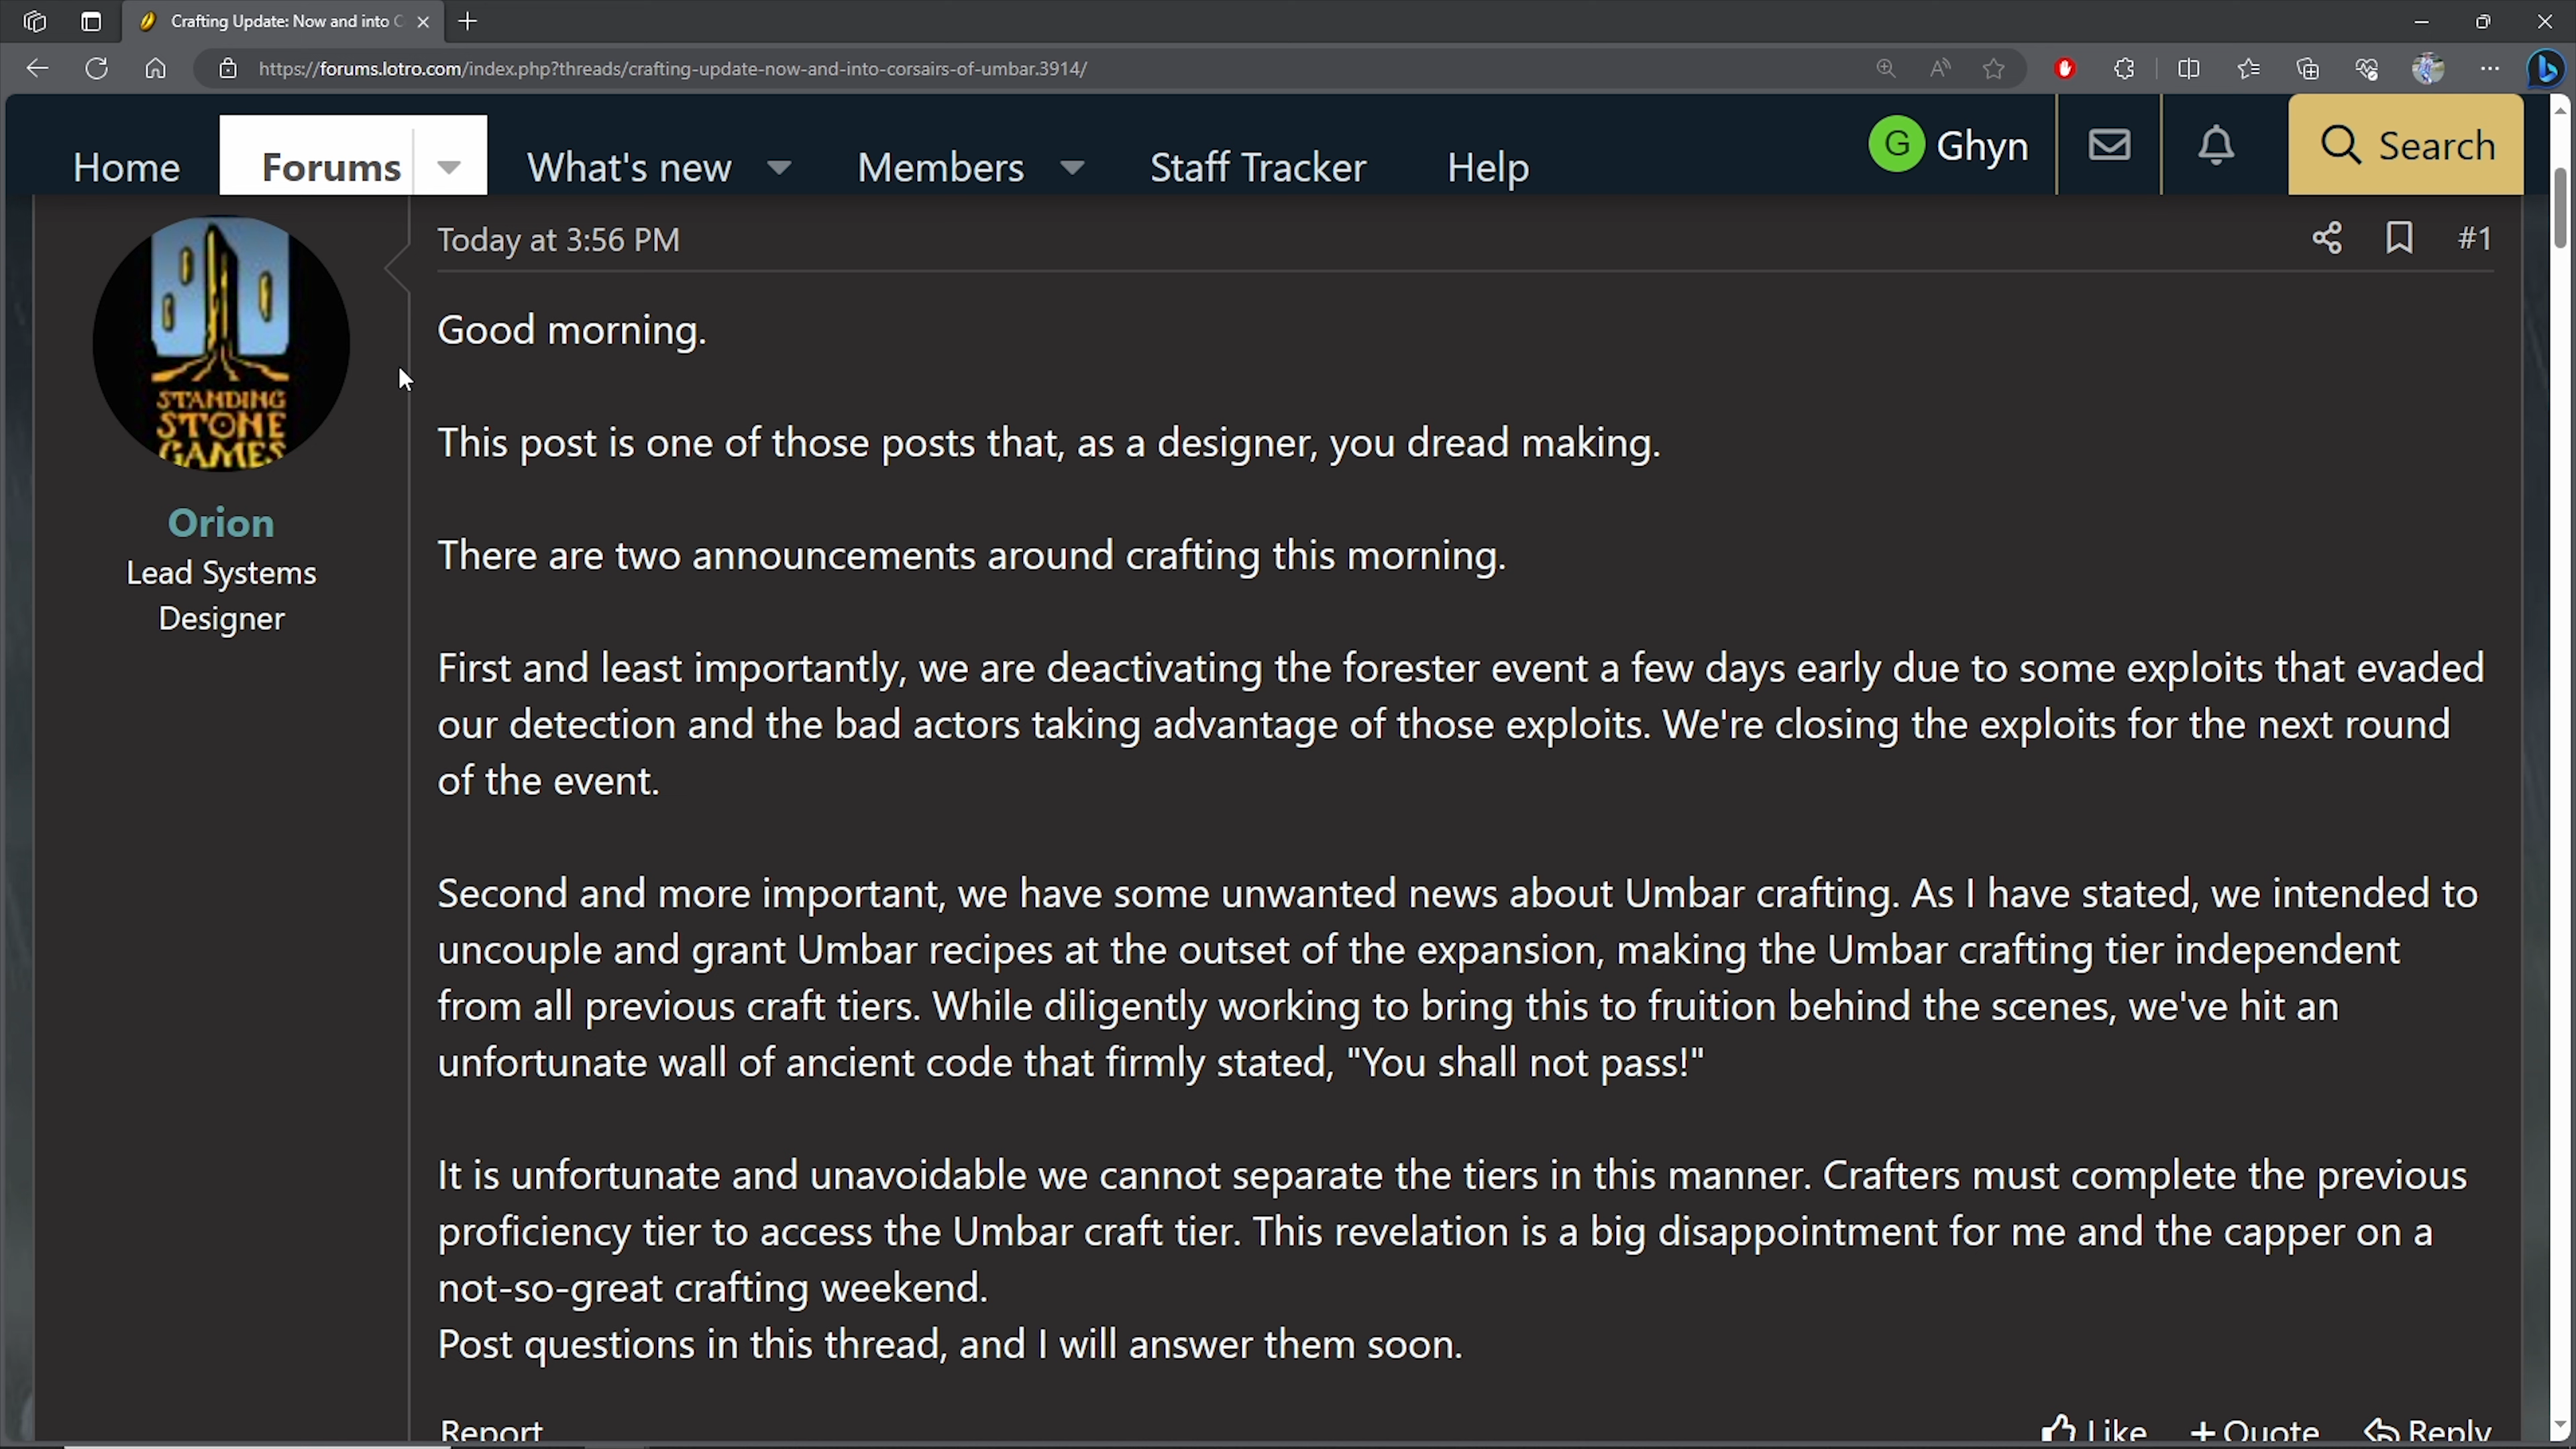 Crafting Update: Now and into C
https://forums.lotro.com/index.php?threads/crafting-update-now-and-into-corsairs-of-umbar.3914/
Home
Forums
What's new
Members
Staff Tracker
Help
G
Ghyn
Search
STANDING
STONE
GAMES
Orion
Lead Systems
Designer
Today at 3:56 PM
#1
Good morning.
This post is one of those posts that, as a designer, you dread making.
There are two announcements around crafting this morning.
First and least importantly, we are deactivating the forester event a few days early due to some exploits that evaded
our detection and the bad actors taking advantage of those exploits. We're closing the exploits for the next round
of the event.
Second and more important, we have some unwanted news about Umbar crafting. As I have stated, we intended to
uncouple and grant Umbar recipes at the outset of the expansion, making the Umbar crafting tier independent
from all previous craft tiers. While diligently working to bring this to fruition behind the scenes, we've hit an
unfortunate wall of ancient code that firmly stated, "You shall not pass!"
It is unfortunate and unavoidable we cannot separate the tiers in this manner. Crafters must complete the previous
proficiency tier to access the Umbar craft tier. This revelation is a big disappointment for me and the capper on a
not-so-great crafting weekend.
Post questions in this thread, and I will answer them soon.
Report
Like
+ Quote
Reply